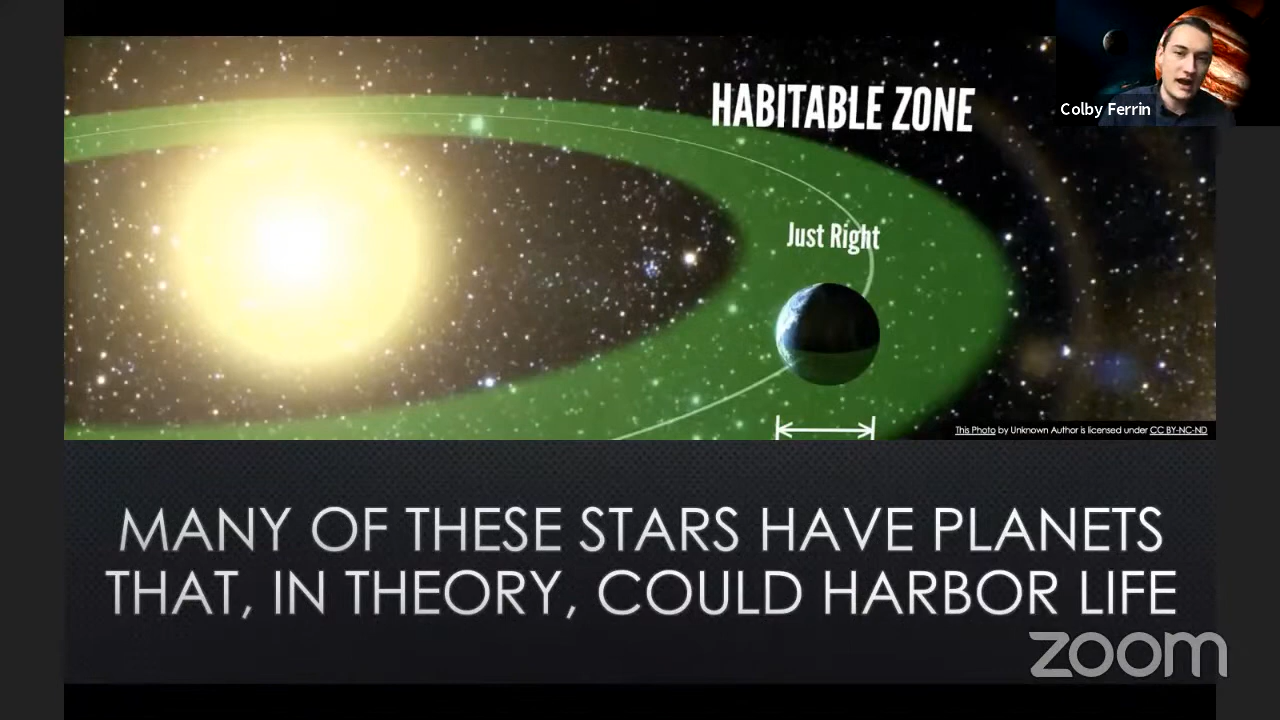 HABITABLE ZONE
Colby Ferrin
Just Right
This Photo by Unknown Author is licensed under CC BY-NC-ND
MANY OF THESE STARS HAVE PLANETS
THAT, IN THEORY, COULD HARBOR LIFE
zoom